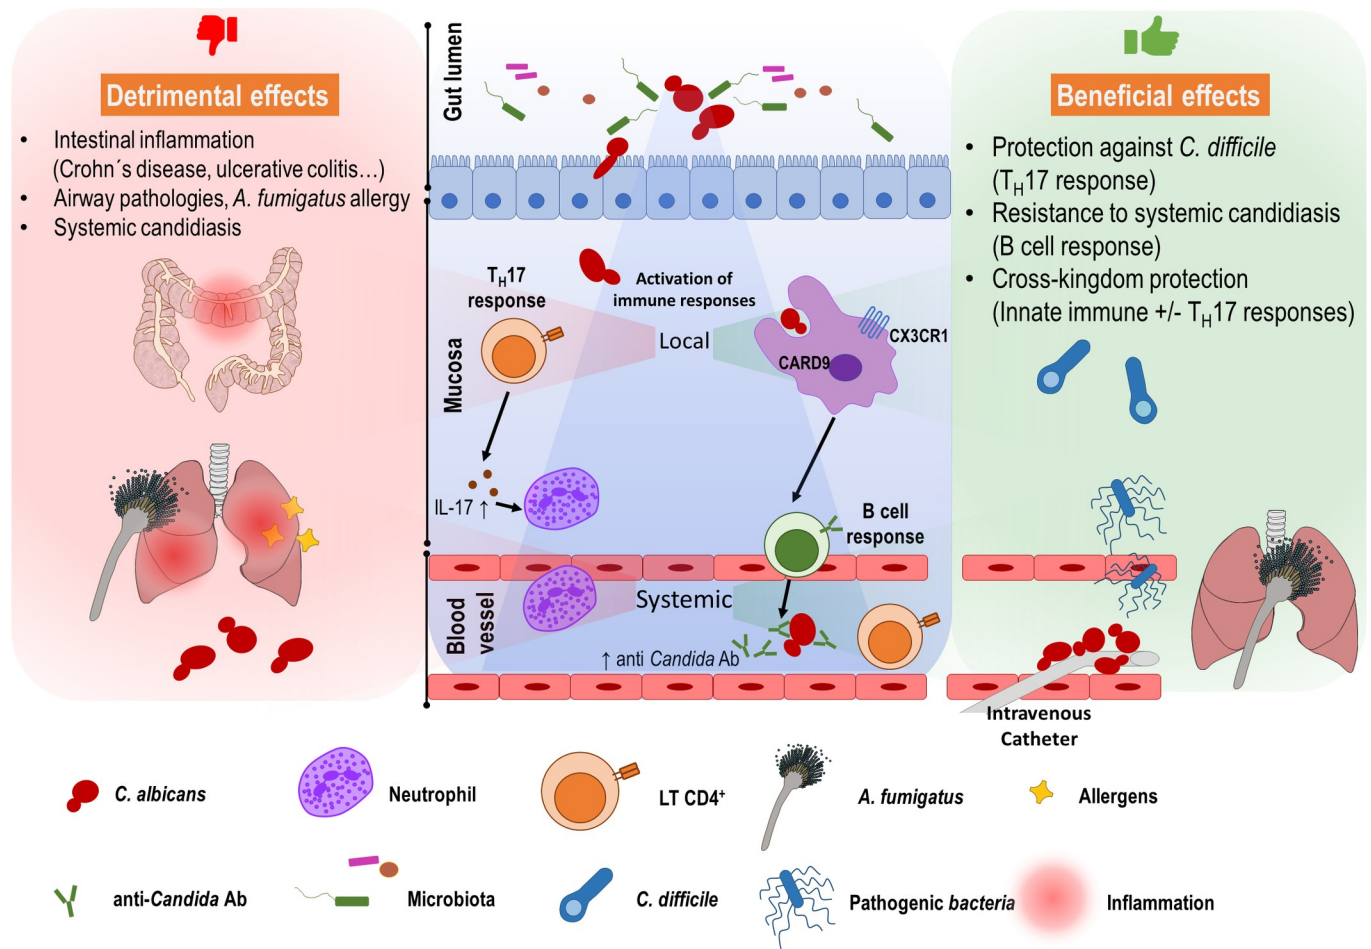 Detrimental effects
• Intestinal inflammation
(Crohn´s disease, ulcerative colitis…)
• Airway pathologies, A. fumigatus allergy
• Systemic candidiasis
Gut lumen
Mucosa
Blood
vessel
TH17
response
Activation of
immune responses
Local
CX3CR1
CARD9
IL-17 ↑
B cell
response
Systemic
↑ anti Candida Ab
Beneficial effects
• Protection against C. difficile
(TH17 response)
• Resistance to systemic candidiasis
(B cell response)
• Cross-kingdom protection
(Innate immune +/- TH17 responses)
Intravenous
Catheter
C. albicans
Neutrophil
LT CD4+
A. fumigatus
Allergens
anti-Candida Ab
Microbiota
C. difficile
Pathogenic bacteria
Inflammation